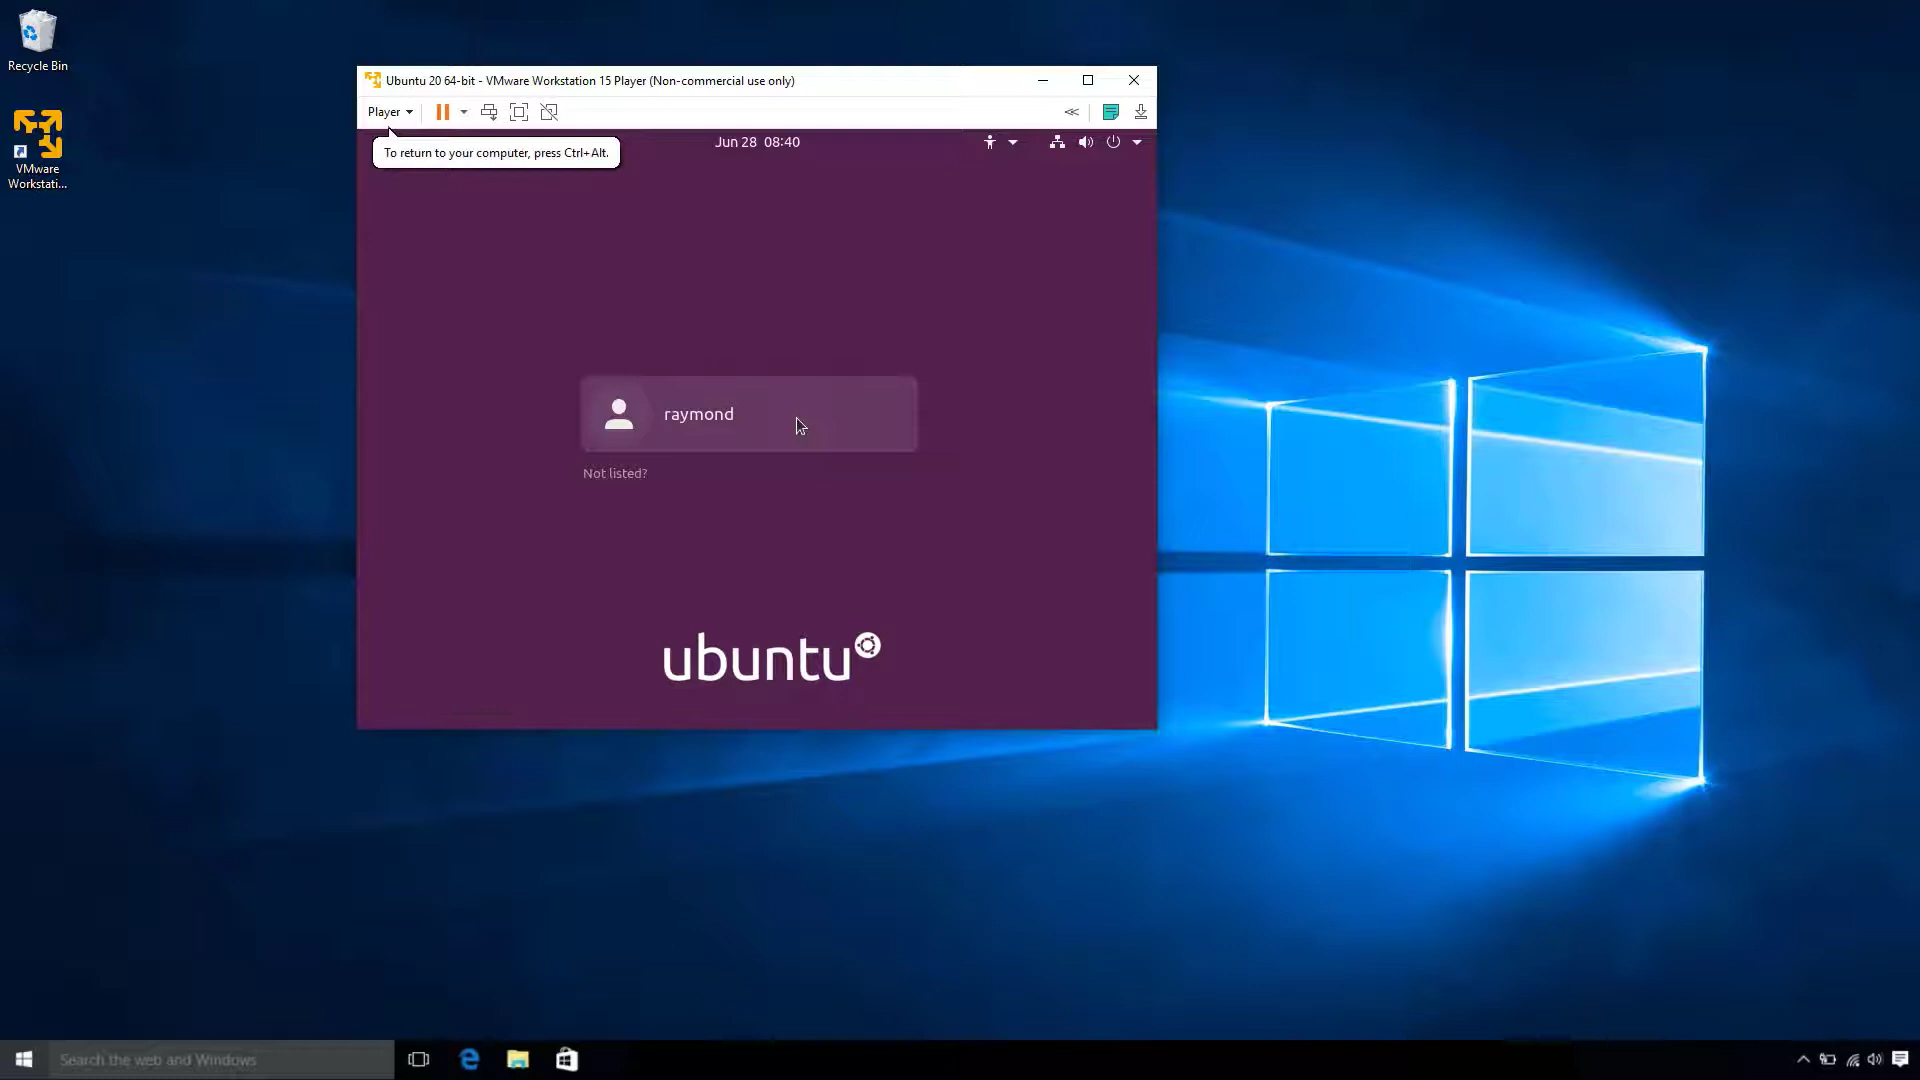 Recycle Bin
VMware
Workstati...
Ubuntu 20 64-bit - VMware Workstation 15 Player (Non-commercial use only)
Player
To return to your computer, press Ctrl+Alt.
Jun 28 08:40
raymond
Not listed?
ubuntu
Search the web and Windows